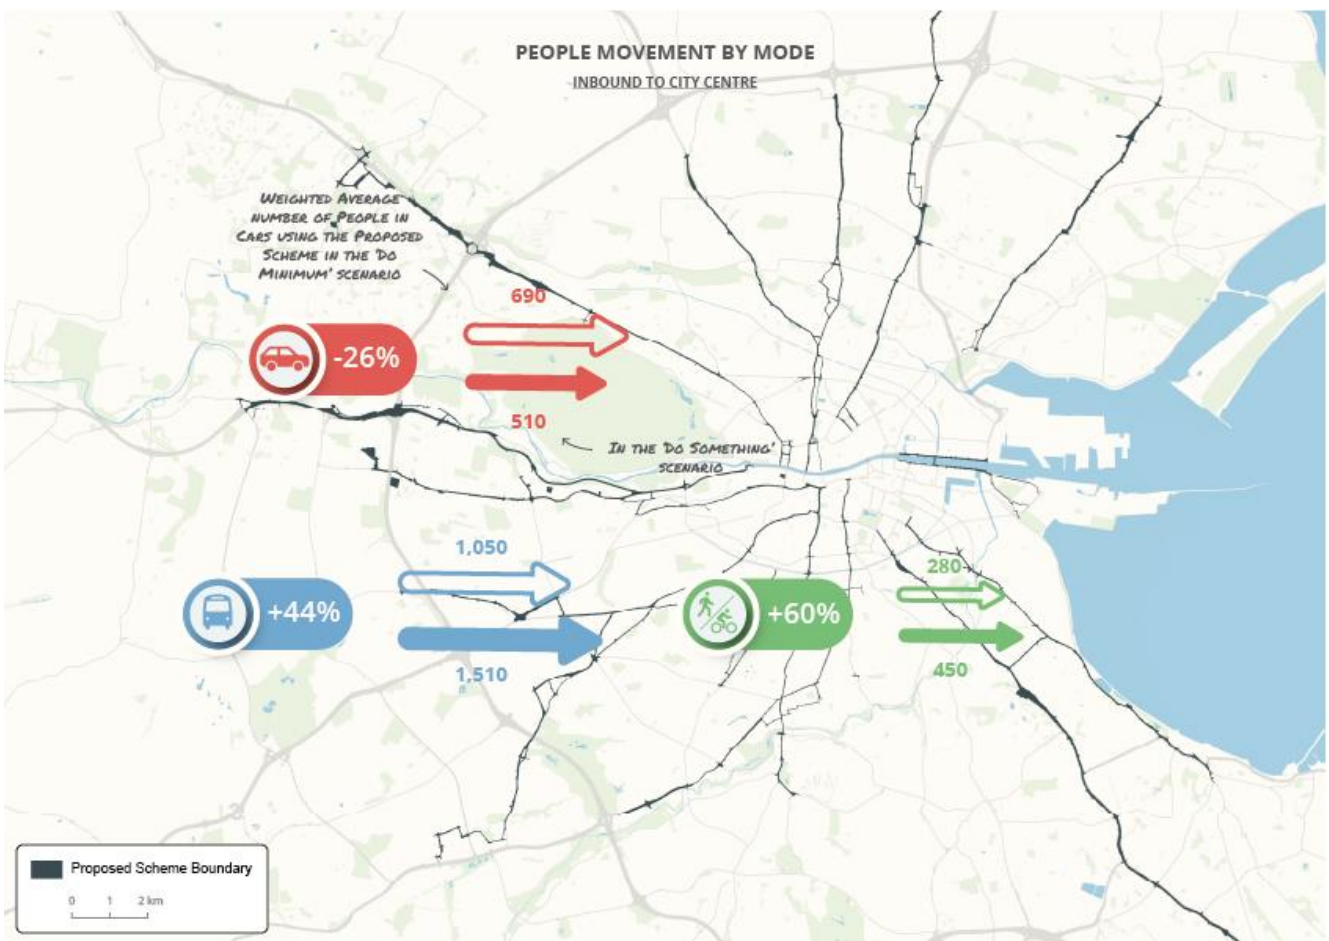 PEOPLE MOVEMENT BY MODE
INBOUND TO CITY CENTRE
WEIGHTED AVERAGE
NUMBER OF PEOPLE IN
CARS USING THE PROPOSED
SCHEME IN THE 'DO
MINIMUM' SCENARIO
690
-26%
510
IN THE 'DO SOMETHING'
SCENARIO
1,050
+44%
1,510
280
+60%
450
Proposed Scheme Boundary
0 1 2 km